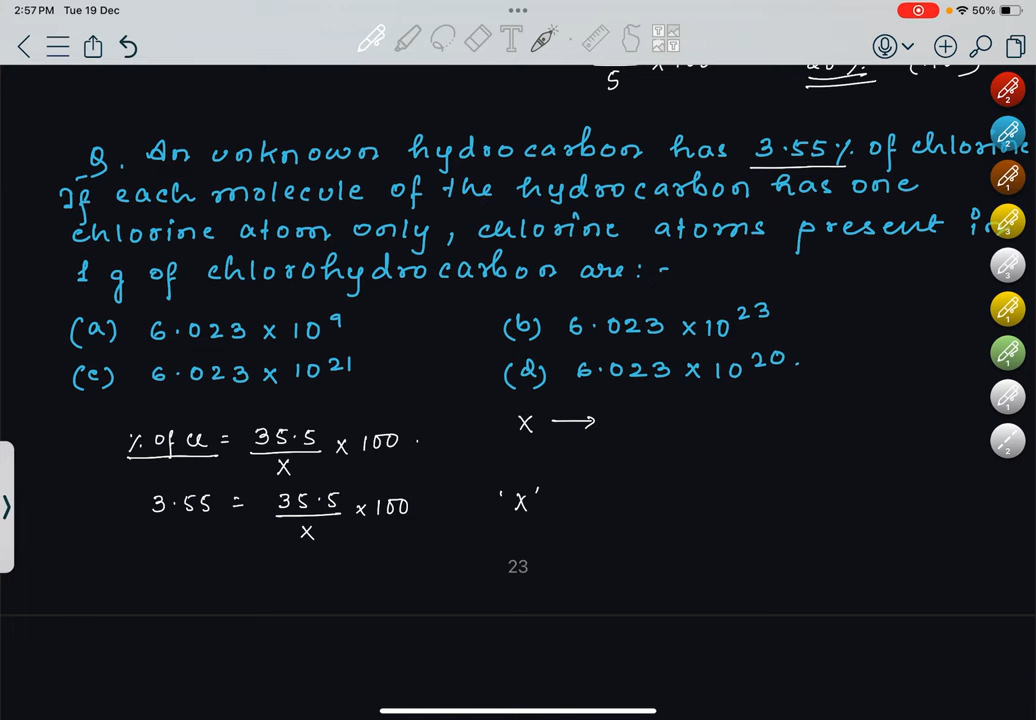 2:57 PM Tue 19 Dec
50%
5
Q. An unknown hydrocarbon has 3.55% of chlorine
If each molecule of the hydrocarbon has one
chlorine atom only, chlorine atoms present in
1 g of chlorohydrocarbon are: -
(a) 6.023 x 10^9 (b) 6.023 x 10^23
(c) 6.023 x 10^21 (d) 6.023 x 10^20.
% of Cl = 35.5/X x 100. X ⟶
3.55 = 35.5/X x 100 'X'
23